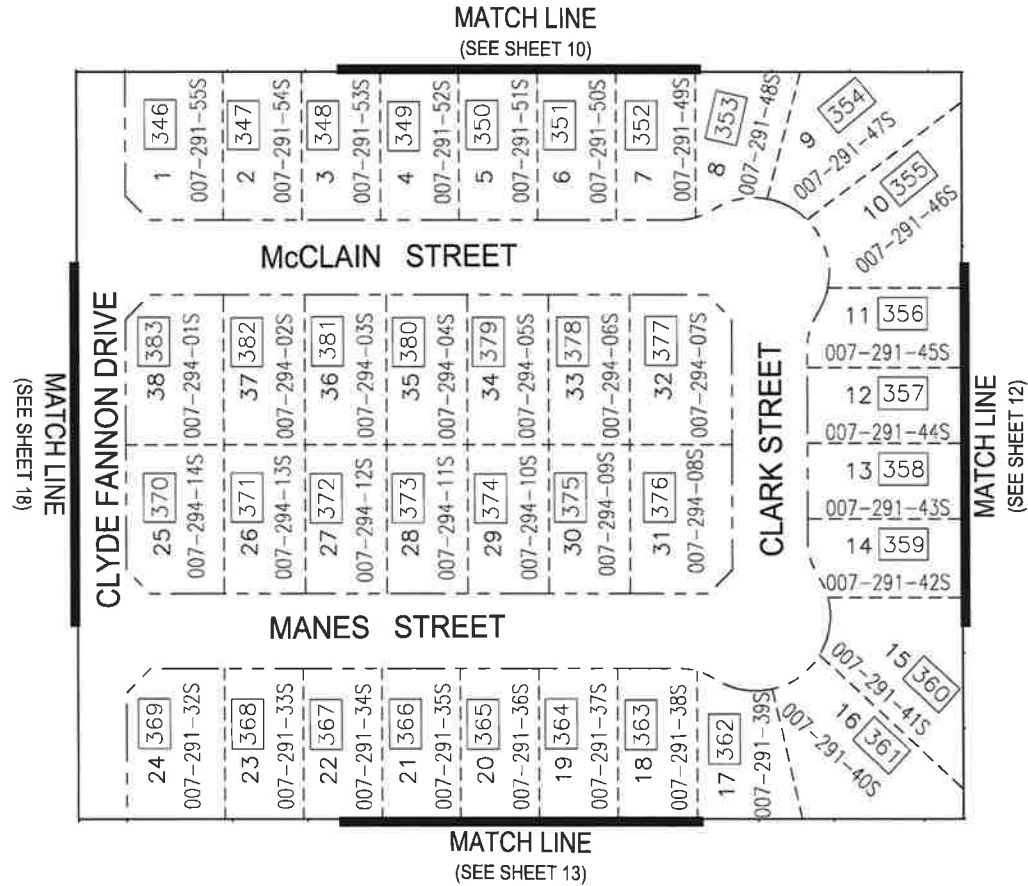 MATCH LINE
(SEE SHEET 10)
1 346
007-291-55S
2 347
007-291-54S
3 348
007-291-53S
4 349
007-291-52S
5 350
007-291-51S
6 351
007-291-50S
7 352
007-291-49S
8 353
007-291-48S
9 354
007-291-47S
10 355
007-291-46S
McCLAIN STREET
MATCH LINE
(SEE SHEET 18)
CLYDE FANNON DRIVE
38 383
007-294-01S
37 382
007-294-02S
36 381
007-294-03S
35 380
007-294-04S
34 379
007-294-05S
33 378
007-294-06S
32 377
007-294-07S
25 370
007-294-14S
26 371
007-294-13S
27 372
007-294-12S
28 373
007-294-11S
29 374
007-294-10S
30 375
007-294-09S
31 376
007-294-08S
CLARK STREET
11 356
007-291-45S
12 357
007-291-44S
13 358
007-291-43S
14 359
007-291-42S
MATCH LINE
(SEE SHEET 12)
MANES STREET
24 369
007-291-32S
23 368
007-291-33S
22 367
007-291-34S
21 366
007-291-35S
20 365
007-291-36S
19 364
007-291-37S
18 363
007-291-38S
17 362
007-291-39S
16 361
007-291-40S
15 360
007-291-41S
MATCH LINE
(SEE SHEET 13)